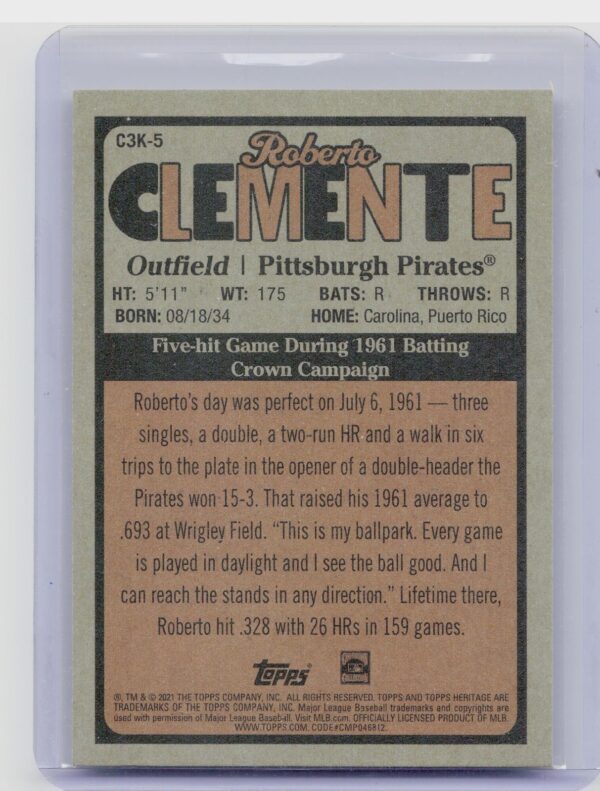 C3K-5
Roberto
CLEMENTE
Outfield | Pittsburgh Pirates®
HT: 5'11" WT: 175 BATS: R THROWS: R
BORN: 08/18/34 HOME: Carolina, Puerto Rico
Five-hit Game During 1961 Batting
Crown Campaign
Roberto's day was perfect on July 6, 1961 — three
singles, a double, a two-run HR and a walk in six
trips to the plate in the opener of a double-header the
Pirates won 15-3. That raised his 1961 average to
.693 at Wrigley Field. “This is my ballpark. Every game
is played in daylight and I see the ball good. And I
can reach the stands in any direction.” Lifetime there,
Roberto hit .328 with 26 HRs in 159 games.
Topps
®, TM & © 2021 THE TOPPS COMPANY, INC. ALL RIGHTS RESERVED. TOPPS AND TOPPS HERITAGE ARE
TRADEMARKS OF THE TOPPS COMPANY, INC. Major League Baseball trademarks and copyrights are
used with permission of Major League Baseball. Visit MLB.com. OFFICIALLY LICENSED PRODUCT OF MLB.
WWW.TOPPS.COM. CODE#CMP046812.